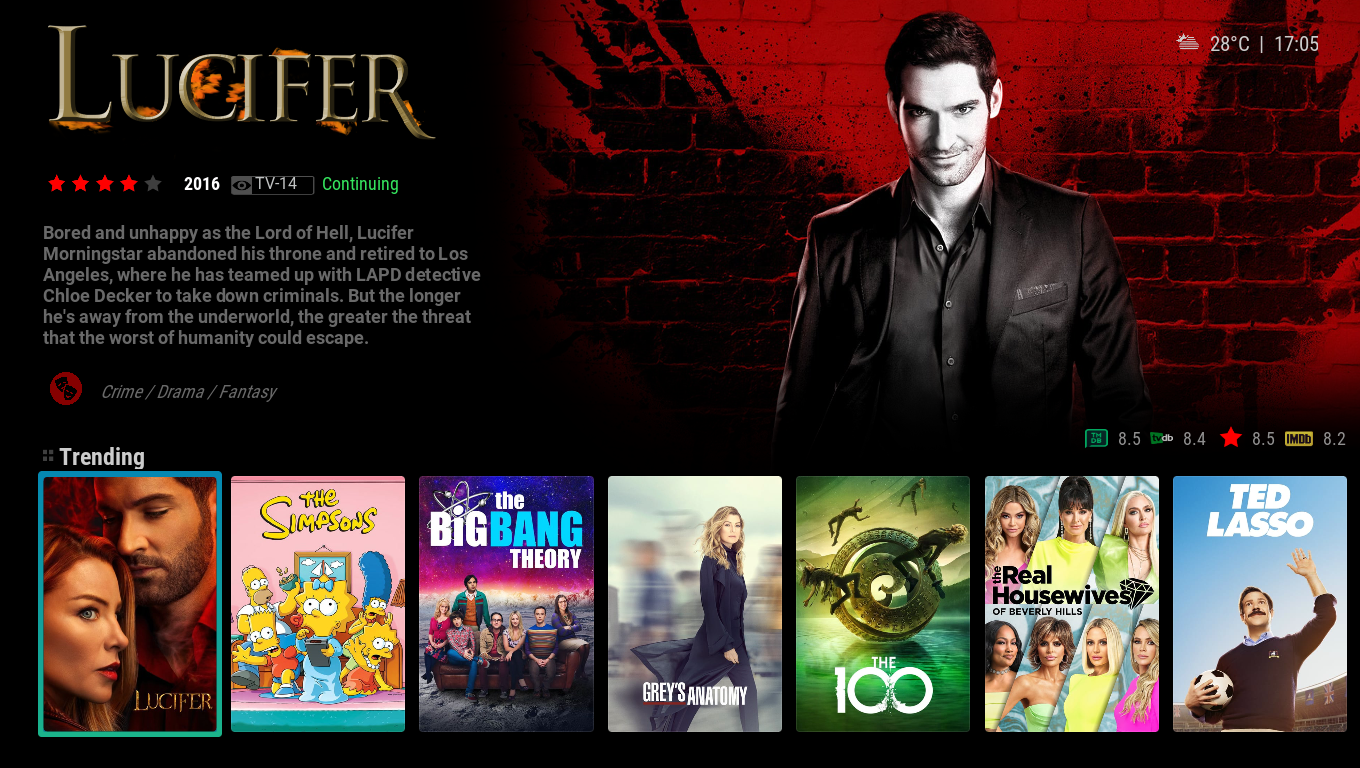 LUCIFER
28°C | 17:05
2016 TV-14 Continuing
Bored and unhappy as the Lord of Hell, Lucifer
Morningstar abandoned his throne and retired to Los
Angeles, where he has teamed up with LAPD detective
Chloe Decker to take down criminals. But the longer
he's away from the underworld, the greater the threat
that the worst of humanity could escape.
Crime / Drama / Fantasy
TMDB 8.5 tvdb 8.4 8.5 IMDb 8.2
Trending
LUCIFER
the
SIMPSONS
the
BIG BANG
THEORY
GREY'S ANATOMY
THE
100
the Real
Housewives
OF BEVERLY HILLS
TED
LASSO